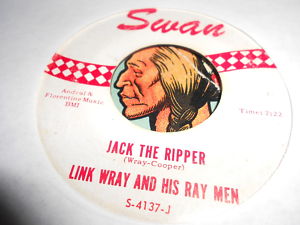 Swan
Andval &
Florentine Music
BMI
Time: 2:22
JACK THE RIPPER
(Wray-Cooper)
LINK WRAY AND HIS RAY MEN
S-4137-J